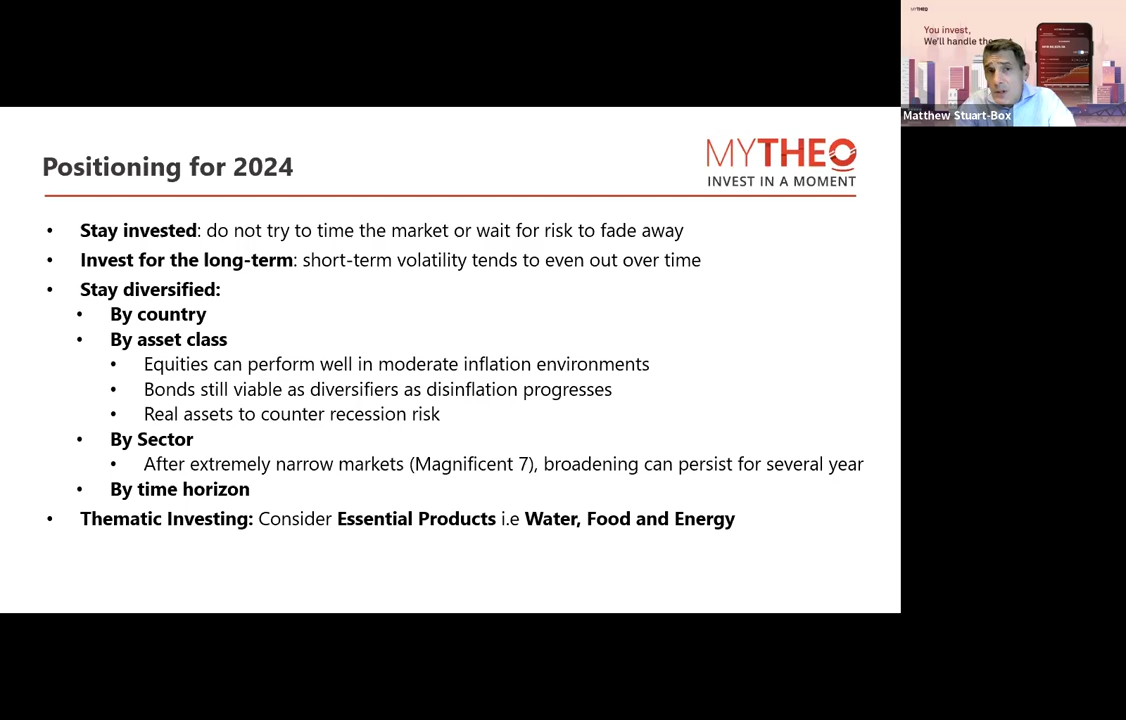 MYTHEO
You invest,
We'll handle the
Matthew Stuart-Box
Positioning for 2024
MYTHEO
INVEST IN A MOMENT
• Stay invested: do not try to time the market or wait for risk to fade away
• Invest for the long-term: short-term volatility tends to even out over time
• Stay diversified:
• By country
• By asset class
• Equities can perform well in moderate inflation environments
• Bonds still viable as diversifiers as disinflation progresses
• Real assets to counter recession risk
• By Sector
• After extremely narrow markets (Magnificent 7), broadening can persist for several year
• By time horizon
• Thematic Investing: Consider Essential Products i.e Water, Food and Energy